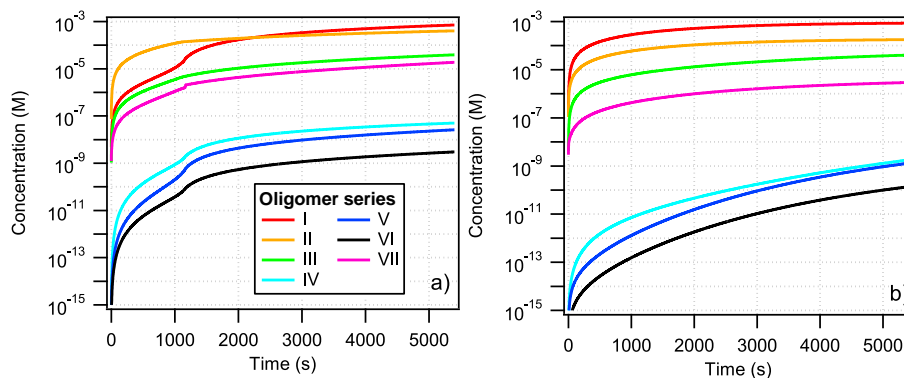 Concentration (M)
10^-3
10^-5
10^-7
10^-9
10^-11
10^-13
10^-15
Oligomer series
I V
II VI
III VII
IV
a)
0 1000 2000 3000 4000 5000
Time (s)
Concentration (M)
10^-3
10^-5
10^-7
10^-9
10^-11
10^-13
10^-15
b)
0 1000 2000 3000 4000 5000
Time (s)